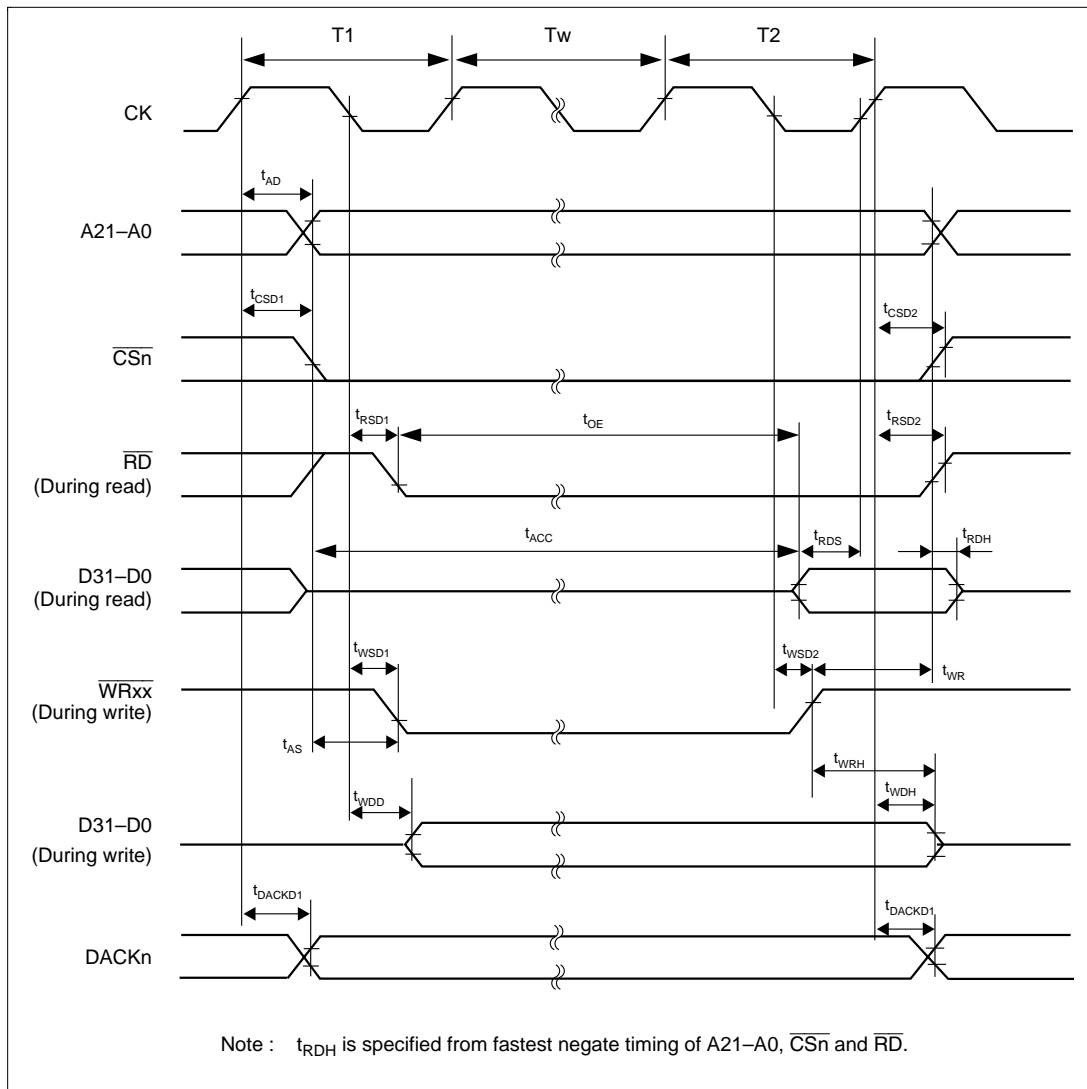 T1 Tw T2
CK
tAD
A21–A0
tCSD1 tCSD2
CSn
tRSD1 tOE tRSD2
RD
(During read)
tACC tRDS tRDH
D31–D0
(During read)
tWSD1 tWSD2 tWR
WRxx
(During write)
tAS
tWRH
tWDD tWDH
D31–D0
(During write)
tDACKD1 tDACKD1
DACKn
Note : tRDH is specified from fastest negate timing of A21–A0, CSn and RD.